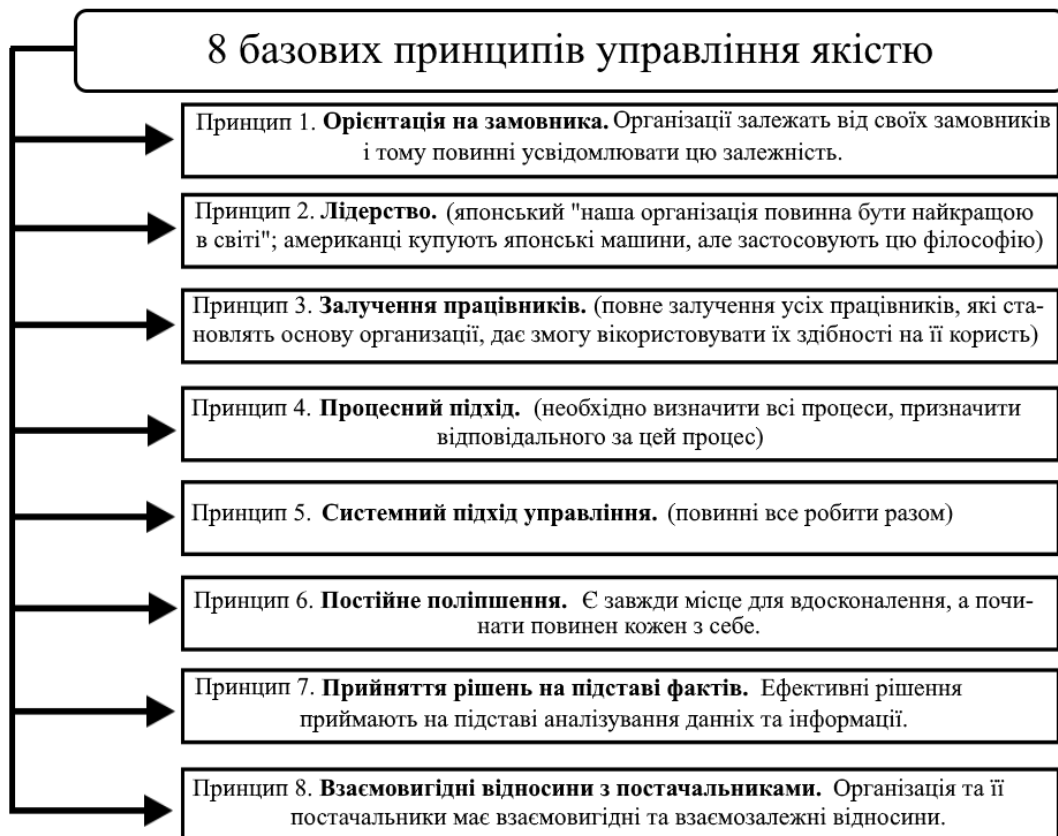 8 базових принципів управління якістю
Принцип 1. Орієнтація на замовника. Організації залежать від своїх замовників
і тому повинні усвідомлювати цю залежність.
Принцип 2. Лідерство. (японський "наша організація повинна бути найкращою
в світі"; американці купують японські машини, але застосовують цю філософію)
Принцип 3. Залучення працівників. (повне залучення усіх працівників, які ста-
новлять основу организації, дає змогу вікористовувати їх здібності на її користь)
Принцип 4. Процесний підхід. (необхідно визначити всі процеси, призначити
відповідального за цей процес)
Принцип 5. Системний підхід управління. (повинні все робити разом)
Принцип 6. Постійне поліпшення. Є завжди місце для вдосконалення, а почи-
нати повинен кожен з себе.
Принцип 7. Прийняття рішень на підставі фактів. Ефективні рішення
приймають на підставі аналізування данніх та інформації.
Принцип 8. Взаємовигідні відносини з постачальниками. Організація та її
постачальники має взаємовигідні та взаємозалежні відносини.